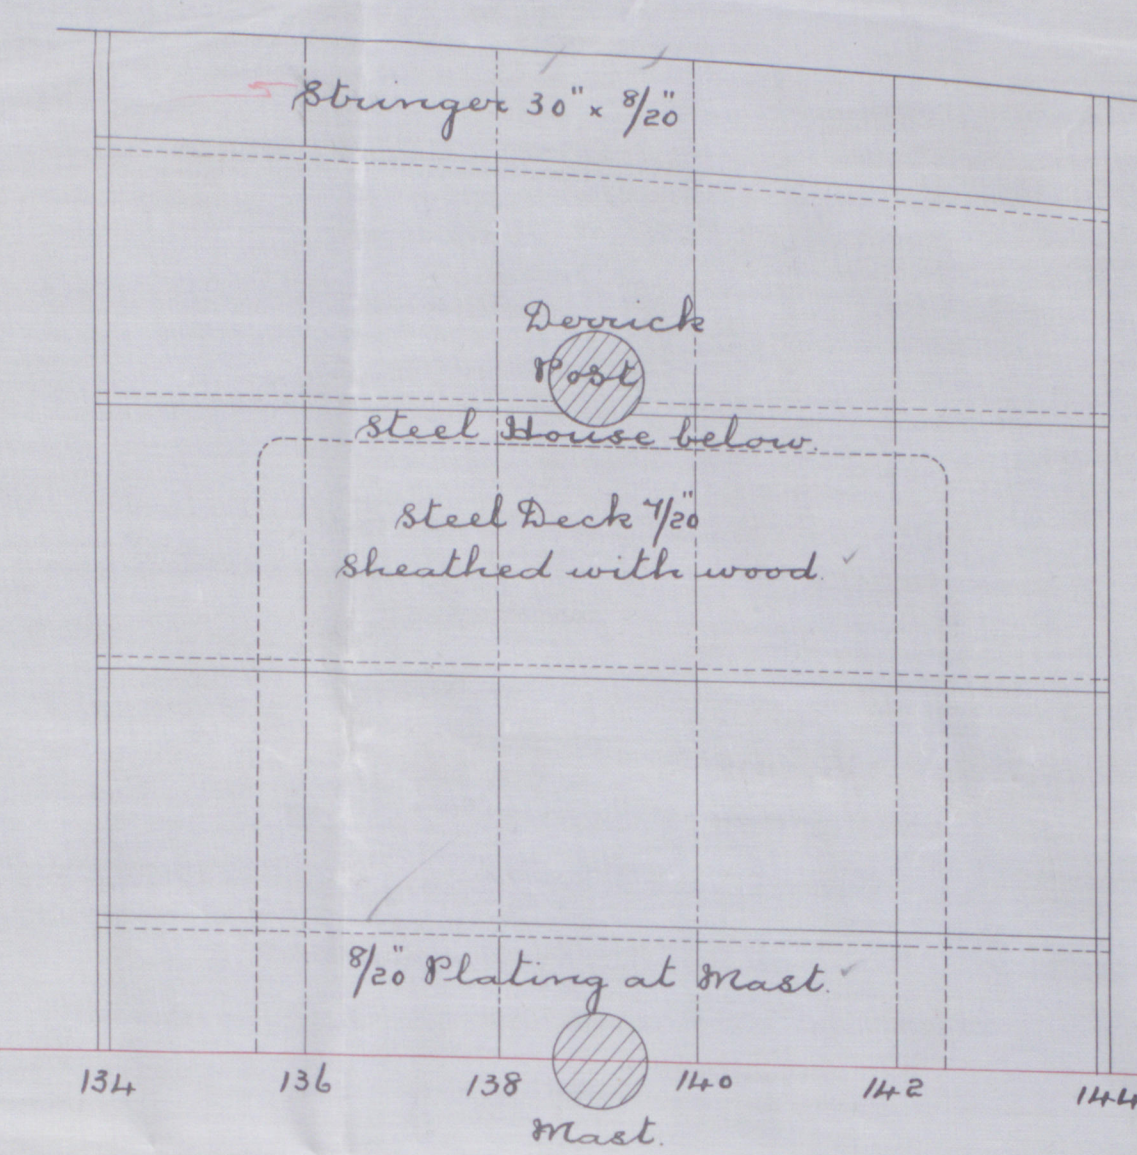 Stringer 30" x 8/20"
Derrick
Post
Steel House below.
Steel Deck 7/20"
sheathed with wood.
8/20" Plating at Mast.
134 136 138 140 142 144
Mast.